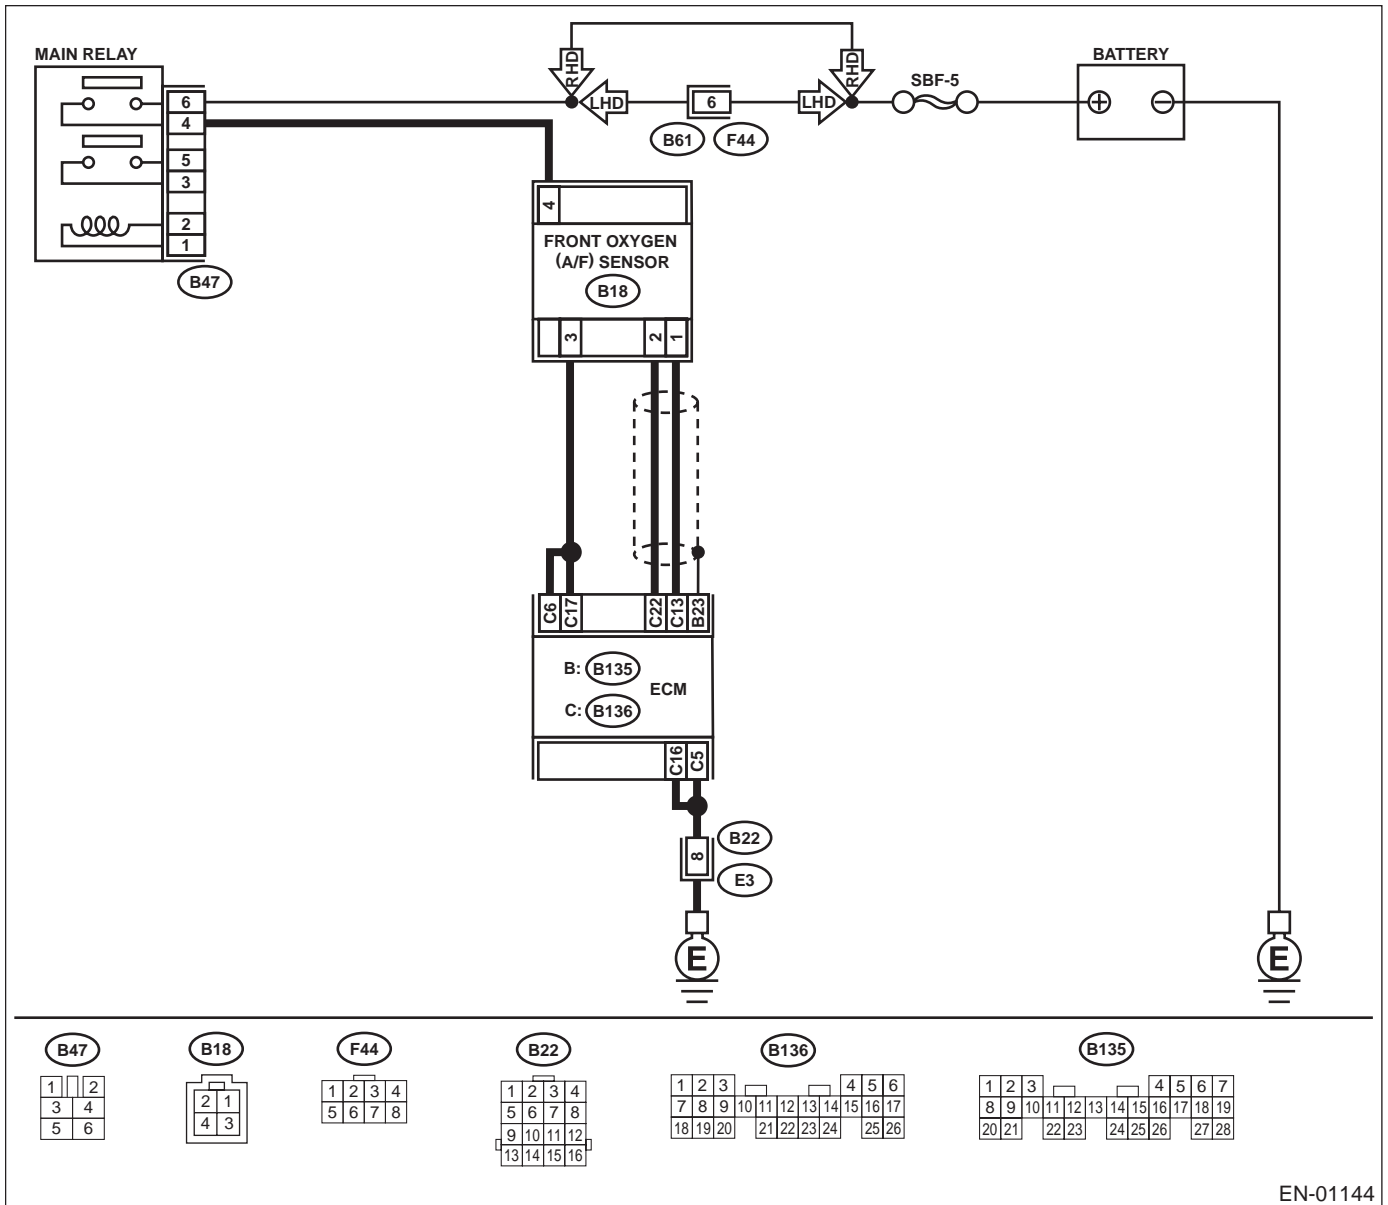 MAIN RELAY
BATTERY
SBF-5
RHD
RHD
LHD
6
LHD
B61
F44
6
4
5
3
2
1
B47
4
FRONT OXYGEN
(A/F) SENSOR
B18
3
2
1
C6
C17
C22
C13
B23
B: B135
ECM
C: B136
C16
C5
8
B22
E3
E
E
B47
1 2
3 4
5 6
B18
2 1
4 3
F44
1 2 3 4
5 6 7 8
B22
1 2 3 4
5 6 7 8
9 10 11 12
13 14 15 16
B136
1 2 3 4 5 6
7 8 9 10 11 12 13 14 15 16 17
18 19 20 21 22 23 24 25 26
B135
1 2 3 4 5 6 7
8 9 10 11 12 13 14 15 16 17 18 19
20 21 22 23 24 25 26 27 28
EN-01144